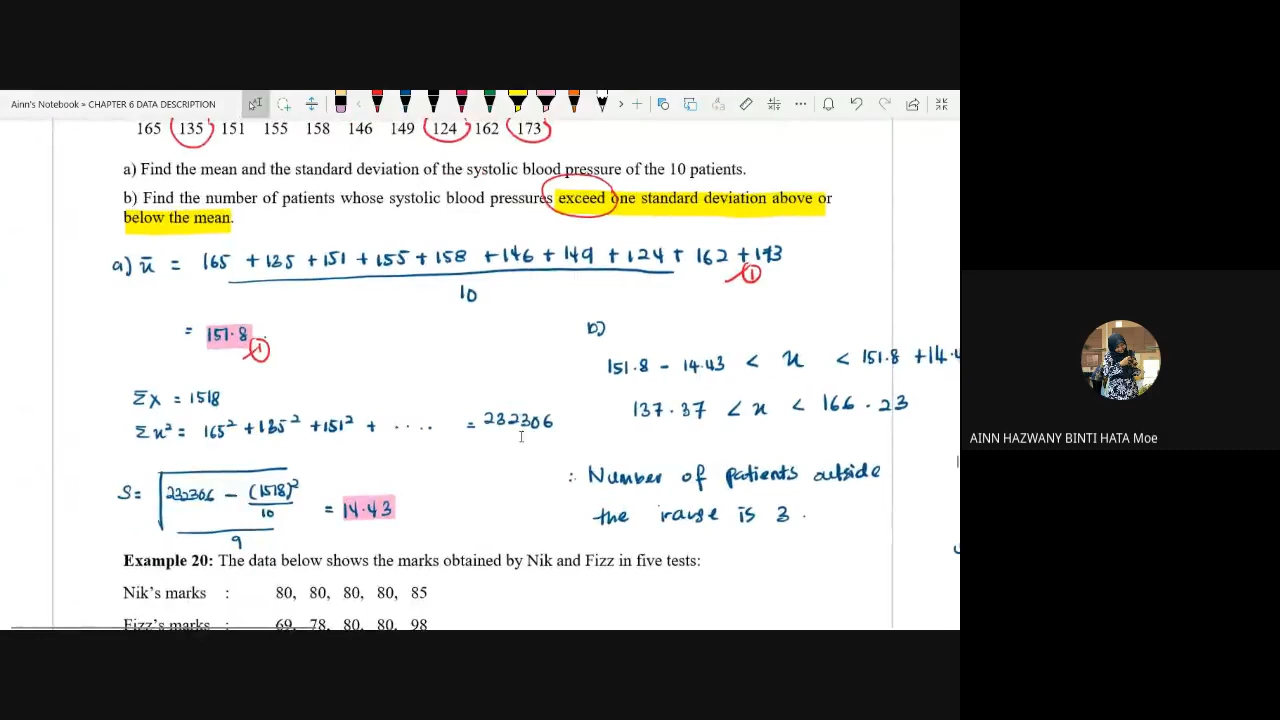 Ainn's Notebook > CHAPTER 6 DATA DESCRIPTION
165 135 151 155 158 146 149 124 162 173
a) Find the mean and the standard deviation of the systolic blood pressure of the 10 patients.
b) Find the number of patients whose systolic blood pressures exceed one standard deviation above or
below the mean.
a) x̄ = 165 + 135 + 151 + 155 + 158 + 146 + 149 + 124 + 162 + 173
10
1
= 151.8
1
Σx = 1518
Σx² = 165² + 135² + 151² + .... = 232306
S = √ 232306 - (1518)²
10
9
= 14.43
b)
151.8 - 14.43 < x < 151.8 + 14.4
137.37 < x < 166.23
∴ Number of patients outside
the range is 3.
Example 20: The data below shows the marks obtained by Nik and Fizz in five tests:
Nik's marks : 80, 80, 80, 80, 85
Fizz's marks : 69, 78, 80, 80, 98
AINN HAZWANY BINTI HATA Moe